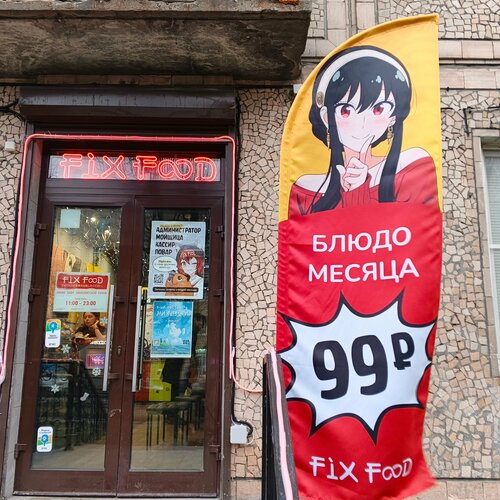 FIX FOOD
АДМИНИСТРАТОР
МОЙЩИЦА
КАССИР
ПОВАР
FIX FOOD
11:00 - 23:00
БЛЮДО
МЕСЯЦА
99₽
FIX FOOD